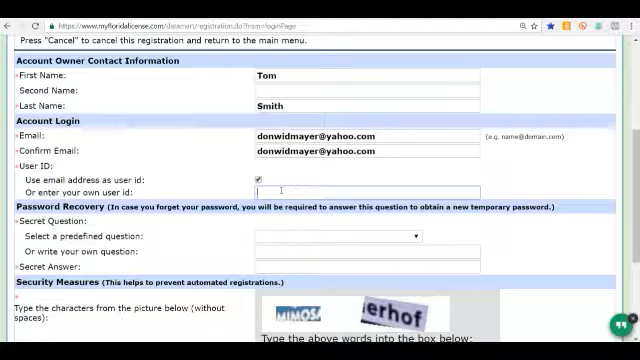 www.myfloridalicense.com/datamart/registration.do?from=loginPage
Press "Cancel" to cancel this registration and return to the main menu.
Account Owner Contact Information
*First Name: Tom
Second Name:
*Last Name: Smith
Account Login
*Email: donwidmayer@yahoo.com (e.g. name@domain.com)
*Confirm Email: donwidmayer@yahoo.com
*User ID:
Use email address as user id:
Or enter your own user id:
Password Recovery (In case you forget your password, you will be required to answer this question to obtain a new temporary password.)
*Secret Question:
Select a predefined question:
Or write your own question:
*Secret Answer:
Security Measures (This helps to prevent automated registrations.)
*
Type the characters from the picture below (without spaces):
MIMOSA erhof
Type the above words into the box below: